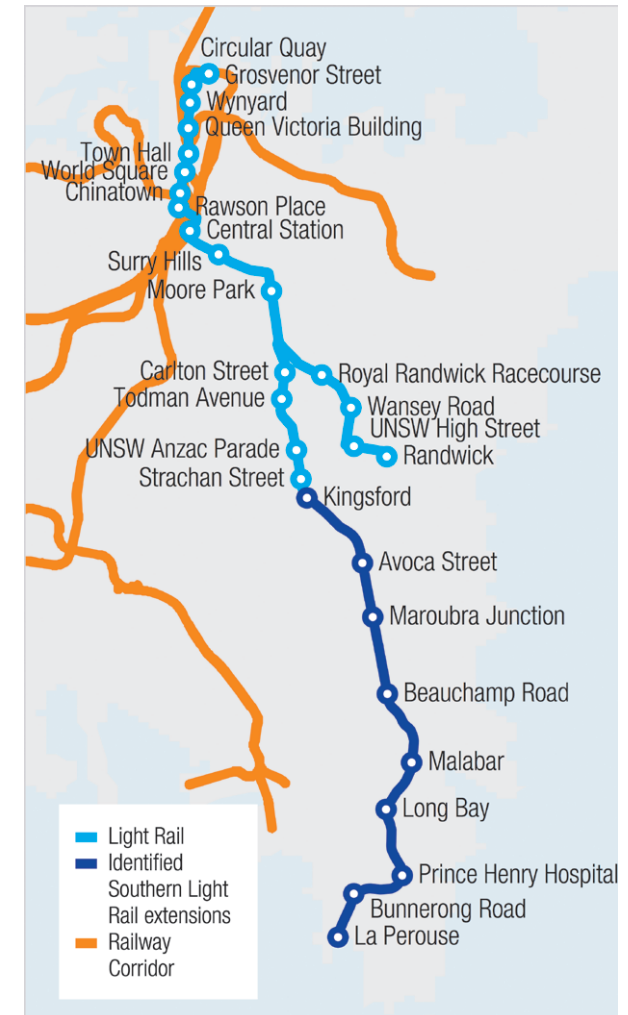 Circular Quay
Grosvenor Street
Wynyard
Queen Victoria Building
Town Hall
World Square
Chinatown
Rawson Place
Central Station
Surry Hills
Moore Park
Carlton Street
Royal Randwick Racecourse
Todman Avenue
Wansey Road
UNSW High Street
UNSW Anzac Parade
Randwick
Strachan Street
Kingsford
Avoca Street
Maroubra Junction
Beauchamp Road
Malabar
Long Bay
Prince Henry Hospital
Bunnerong Road
La Perouse
Light Rail
Identified
Southern Light
Rail extensions
Railway
Corridor